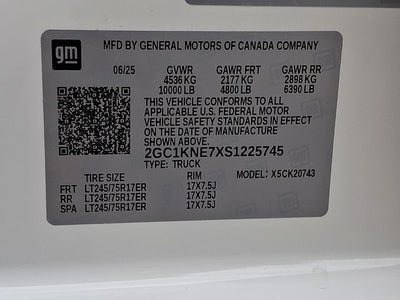 gm
MFD BY GENERAL MOTORS OF CANADA COMPANY
06/25 GVWR GAWR FRT GAWR RR
4536 KG 2177 KG 2898 KG
10000 LB 4800 LB 6390 LB
THIS VEHICLE CONFORMS TO ALL
APPLICABLE U.S. FEDERAL MOTOR
VEHICLE SAFETY STANDARDS IN EFFECT
ON THE DATE OF MANUFACTURE
SHOWN ABOVE.
2GC1KNE7XS1225745
TYPE: TRUCK
TIRE SIZE RIM MODEL: X5CK20743
FRT LT245/75R17ER 17X7.5J
RR LT245/75R17ER 17X7.5J
SPA LT245/75R17ER 17X7.5J